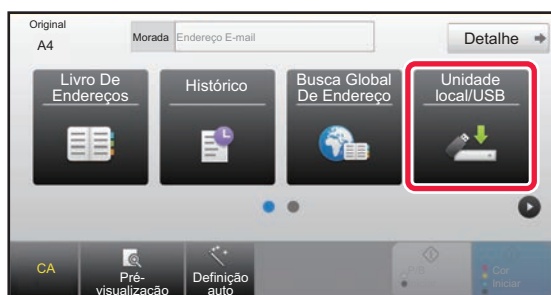 Original
A4
Morada Endereço E-mail
Detalhe
Livro De
Endereços
Histórico
Busca Global
De Endereço
Unidade
local/USB
CA
Pré-
visualização
Definição
auto
Cor
Iniciar